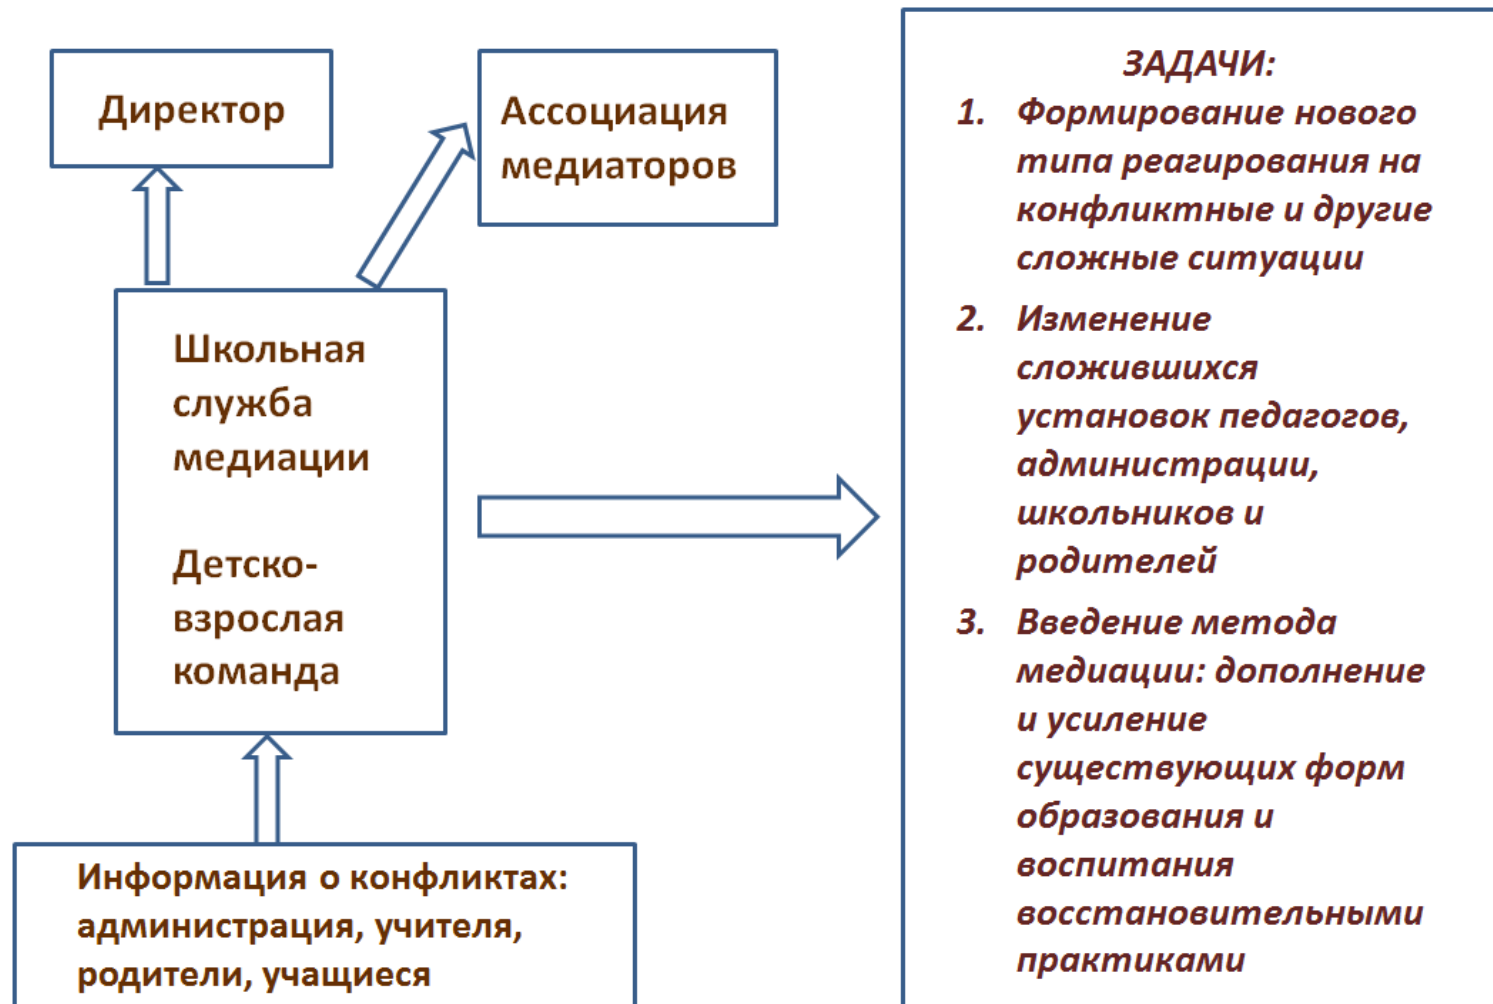 Директор
Ассоциация
медиаторов
Школьная
служба
медиации
Детско-
взрослая
команда
Информация о конфликтах:
администрация, учителя,
родители, учащиеся
ЗАДАЧИ:
1. Формирование нового
типа реагирования на
конфликтные и другие
сложные ситуации
2. Изменение
сложившихся
установок педагогов,
администрации,
школьников и
родителей
3. Введение метода
медиации: дополнение
и усиление
существующих форм
образования и
воспитания
восстановительными
практиками